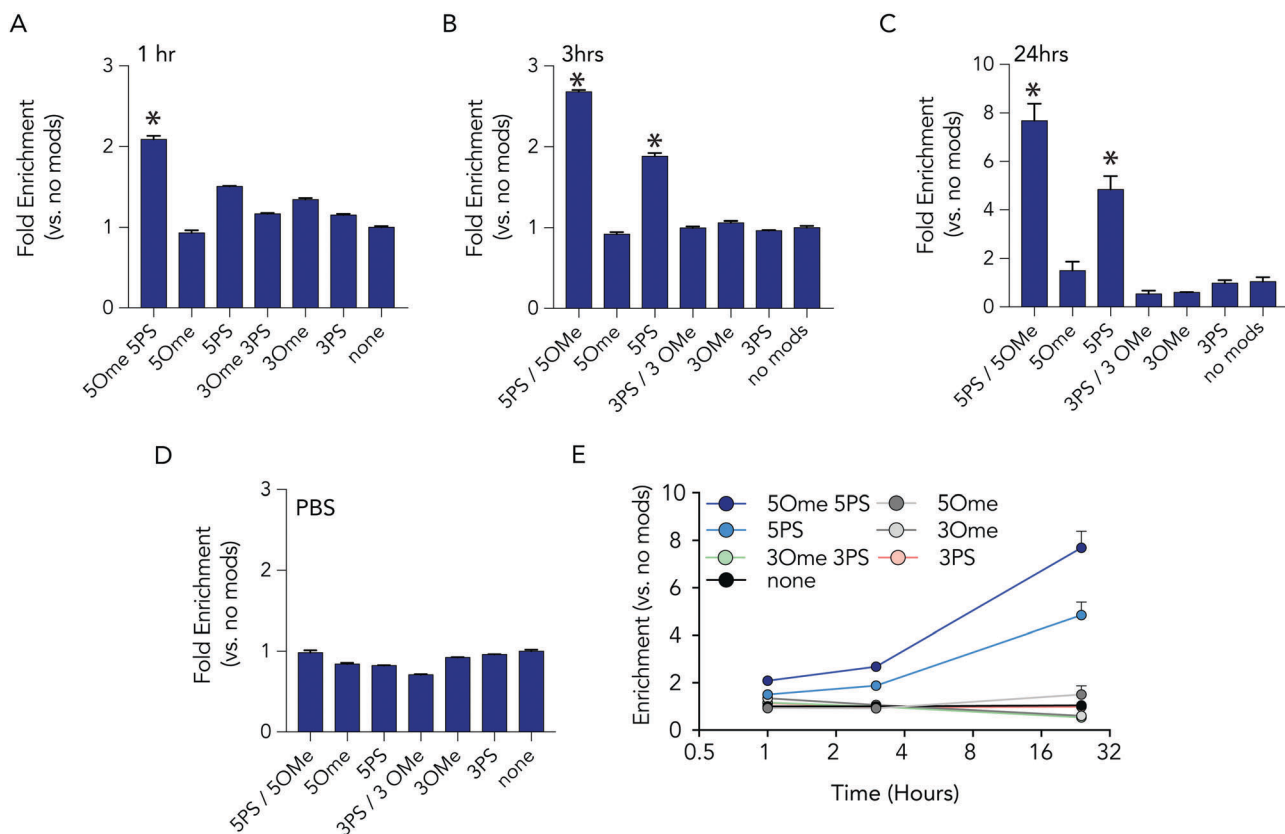 A
1 hr
Fold Enrichment
(vs. no mods)
3
2
1
0
*
5Ome 5PS
5Ome
5PS
3Ome 3PS
3Ome
3PS
none
B
3hrs
Fold Enrichment
(vs. no mods)
3
2
1
0
*
*
5PS / 5OMe
5Ome
5PS
3PS / 3 OMe
3OMe
3PS
no mods
C
24hrs
Fold Enrichment
(vs. no mods)
10
8
6
4
2
0
*
*
5PS / 5OMe
5Ome
5PS
3PS / 3 OMe
3OMe
3PS
no mods
D
PBS
Fold Enrichment
(vs. no mods)
3
2
1
0
5PS / 5OMe
5Ome
5PS
3PS / 3 OMe
3OMe
3PS
none
E
Enrichment (vs. no mods)
10
8
6
4
2
0
5Ome 5PS
5Ome
5PS
3Ome
3Ome 3PS
3PS
none
0.5 1 2 4 8 16 32
Time (Hours)